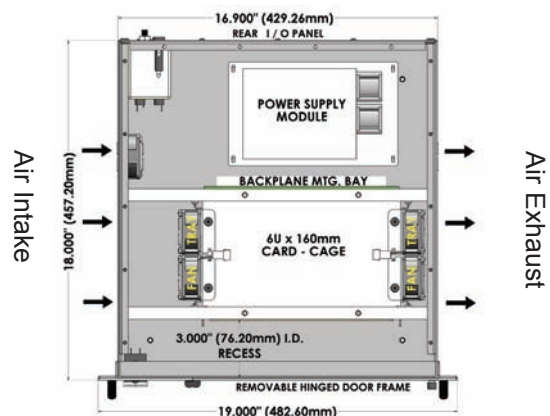 16.900" (429.26mm)
REAR I / O PANEL
POWER SUPPLY
MODULE
BACKPLANE MTG. BAY
Air Intake
18.000" (457.20mm)
FAN TRAY
6U x 160mm
CARD - CAGE
FAN TRAY
Air Exhaust
3.000" (76.20mm) I.D.
RECESS
REMOVABLE HINGED DOOR FRAME
19.000" (482.60mm)